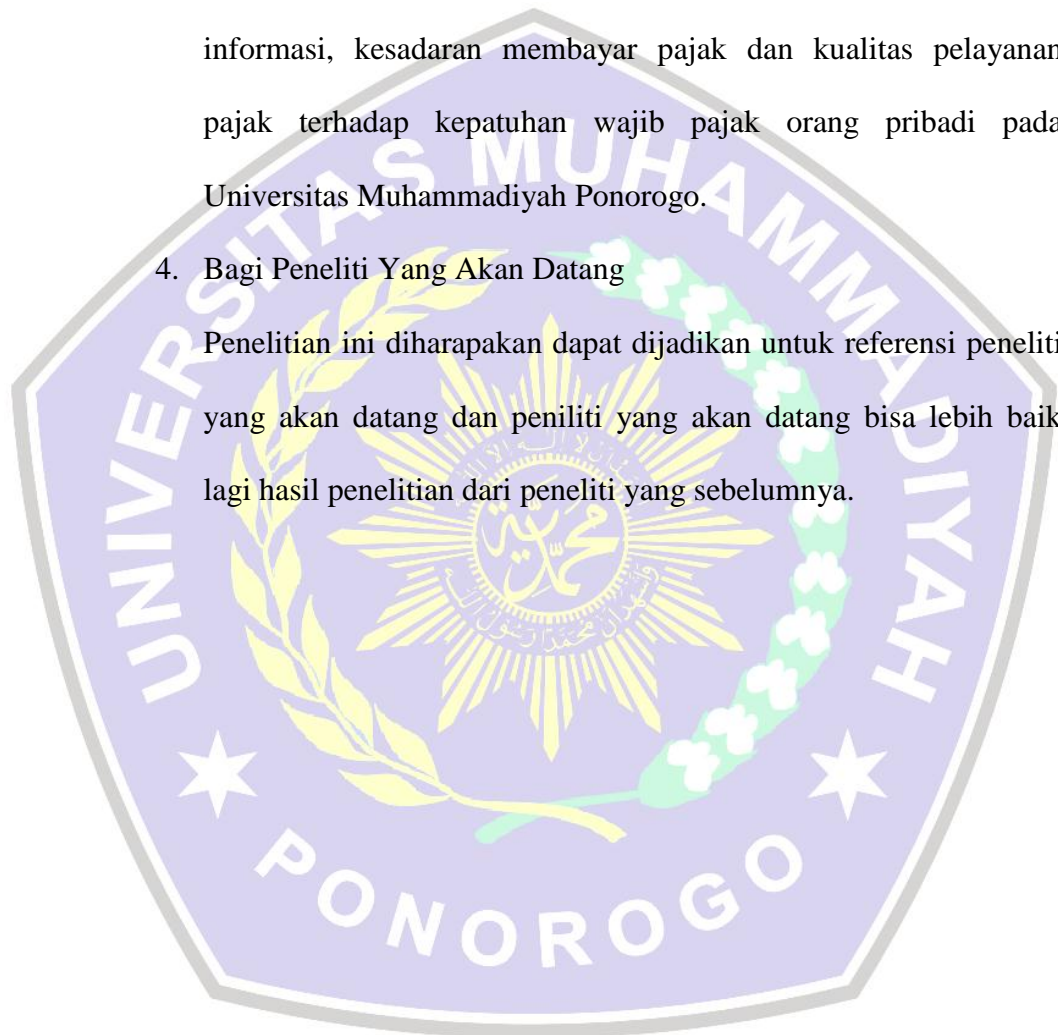 informasi, kesadaran membayar pajak dan kualitas pelayanan
pajak terhadap kepatuhan wajib pajak orang pribadi pada
Universitas Muhammadiyah Ponorogo.
4. Bagi Peneliti Yang Akan Datang
Penelitian ini diharapakan dapat dijadikan untuk referensi peneliti
yang akan datang dan peniliti yang akan datang bisa lebih baik
lagi hasil penelitian dari peneliti yang sebelumnya.
UNIVERSITAS MUHAMMADIYAH
محمدية
PONOROGO